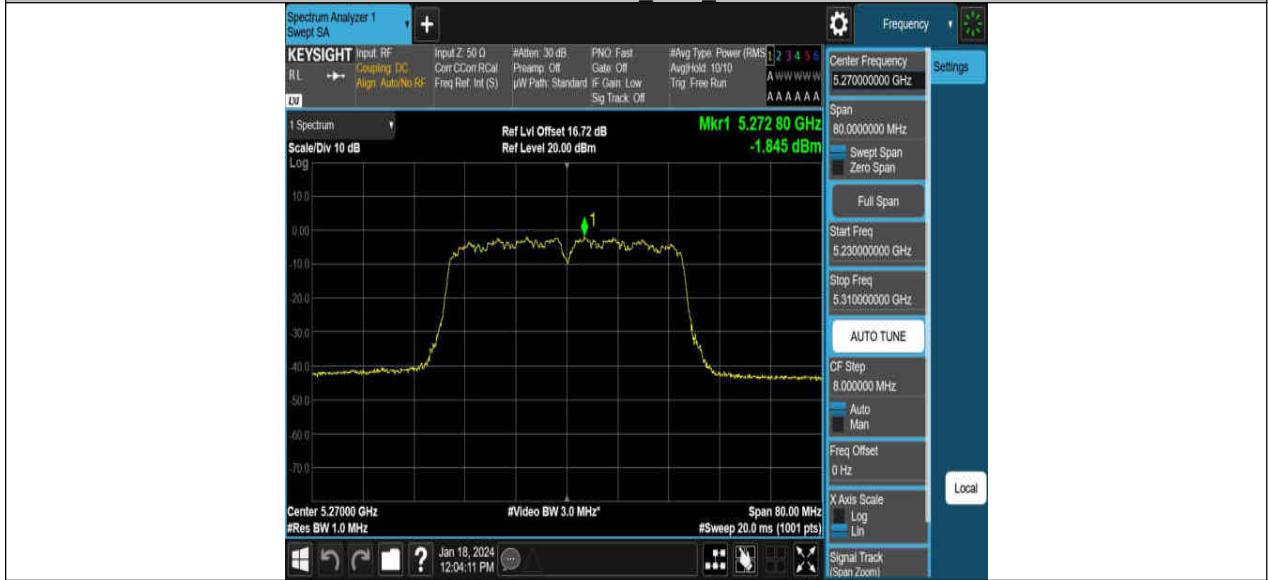 Spectrum Analyzer 1
Swept SA
+
Frequency
KEYSIGHT
RL
LXI
Input: RF
Coupling: DC
Align: Auto/No RF
Input Z: 50 Ω
Corr CCorr RCal
Freq Ref: Int (S)
#Atten: 30 dB
Preamp: Off
µW Path: Standard
PNO: Fast
Gate: Off
IF Gain: Low
Sig Track: Off
#Avg Type: Power (RMS
Avg|Hold: 10/10
Trig: Free Run
1 2 3 4 5 6
A W W W W W
A A A A A A
Center Frequency
5.270000000 GHz
Settings
1 Spectrum
Scale/Div 10 dB
Ref Lvl Offset 16.72 dB
Ref Level 20.00 dBm
Mkr1 5.272 80 GHz
-1.845 dBm
Log
10.0
0.00
-10.0
-20.0
-30.0
-40.0
-50.0
-60.0
-70.0
1
Center 5.27000 GHz
#Res BW 1.0 MHz
#Video BW 3.0 MHz*
Span 80.00 MHz
#Sweep 20.0 ms (1001 pts)
Span
80.0000000 MHz
Swept Span
Zero Span
Full Span
Start Freq
5.230000000 GHz
Stop Freq
5.310000000 GHz
AUTO TUNE
CF Step
8.000000 MHz
Auto
Man
Freq Offset
0 Hz
X Axis Scale
Log
Lin
Signal Track
(Span Zoom)
Local
?
Jan 18, 2024
12:04:11 PM